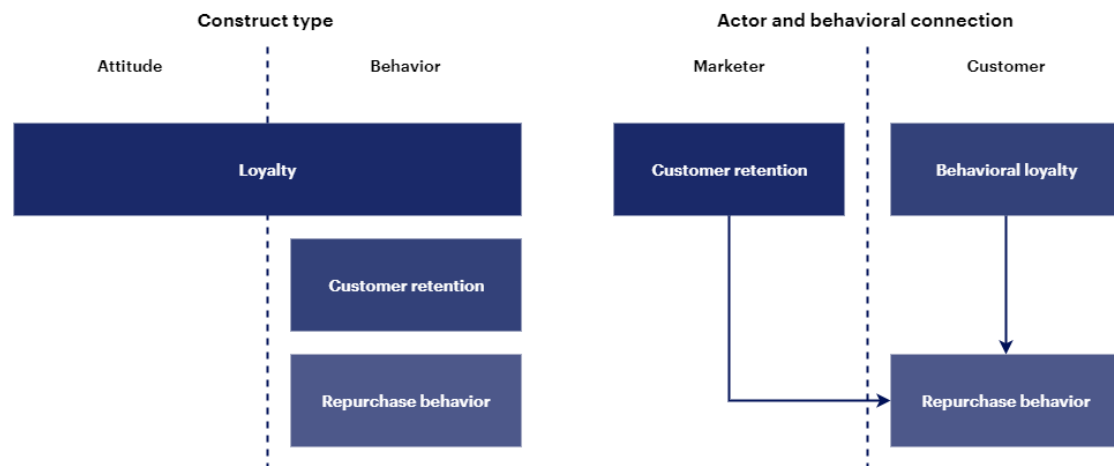 Construct type
Attitude
Behavior
Loyalty
Customer retention
Repurchase behavior
Actor and behavioral connection
Marketer
Customer
Customer retention
Behavioral loyalty
Repurchase behavior